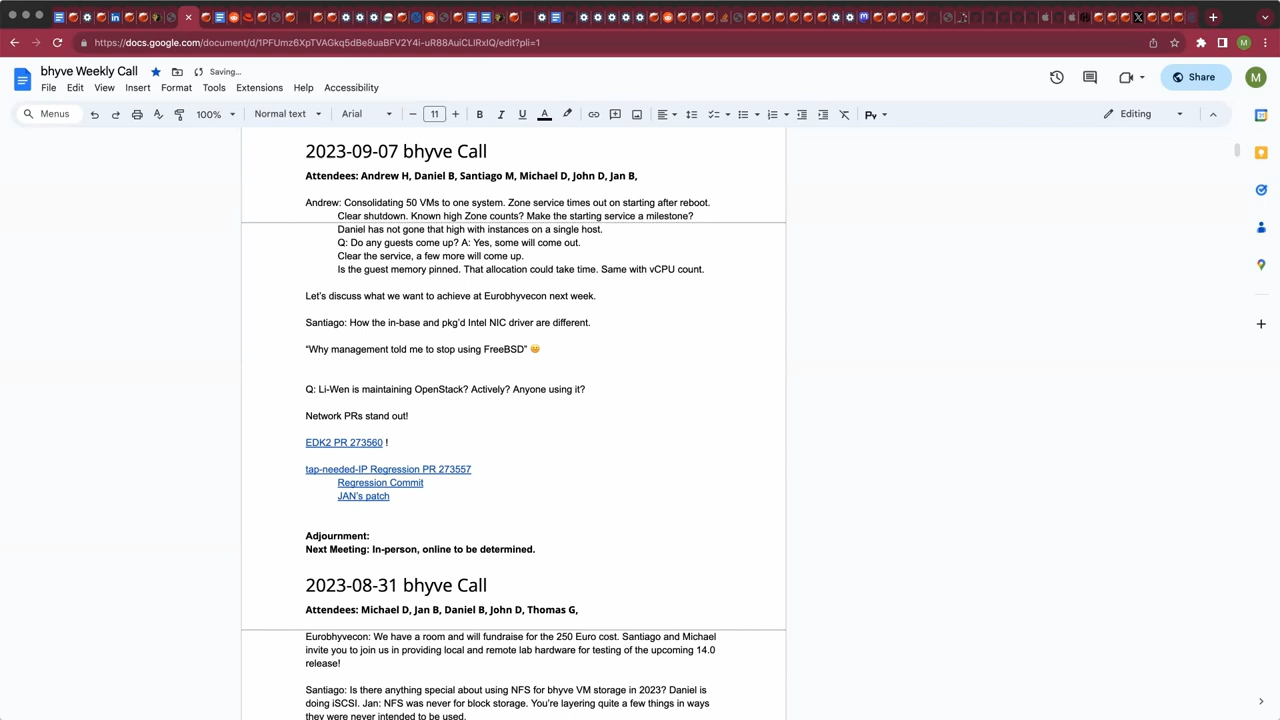 https://docs.google.com/document/d/1PFUmz6XpTVAGkq5dBe8uaBFV2Y4i-uR88AuiCLIRxIQ/edit?pli=1
M
bhyve Weekly Call
Saving...
File Edit View Insert Format Tools Extensions Help Accessibility
Share
M
Menus
100%
Normal text
Arial
11
Editing
2023-09-07 bhyve Call
Attendees: Andrew H, Daniel B, Santiago M, Michael D, John D, Jan B,
Andrew: Consolidating 50 VMs to one system. Zone service times out on starting after reboot.
Clear shutdown. Known high Zone counts? Make the starting service a milestone?
Daniel has not gone that high with instances on a single host.
Q: Do any guests come up? A: Yes, some will come out.
Clear the service, a few more will come up.
Is the guest memory pinned. That allocation could take time. Same with vCPU count.
Let's discuss what we want to achieve at Eurobhyvecon next week.
Santiago: How the in-base and pkg'd Intel NIC driver are different.
“Why management told me to stop using FreeBSD” 😀
Q: Li-Wen is maintaining OpenStack? Actively? Anyone using it?
Network PRs stand out!
EDK2 PR 273560 !
tap-needed-IP Regression PR 273557
Regression Commit
JAN's patch
Adjournment:
Next Meeting: In-person, online to be determined.
2023-08-31 bhyve Call
Attendees: Michael D, Jan B, Daniel B, John D, Thomas G,
Eurobhyvecon: We have a room and will fundraise for the 250 Euro cost. Santiago and Michael
invite you to join us in providing local and remote lab hardware for testing of the upcoming 14.0
release!
Santiago: Is there anything special about using NFS for bhyve VM storage in 2023? Daniel is
doing iSCSI. Jan: NFS was never for block storage. You're layering quite a few things in ways
they were never intended to be used.